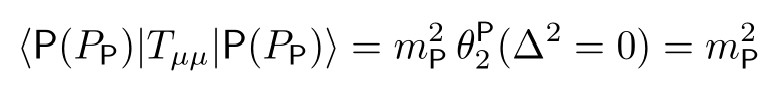 ⟨P(P_P)|T_{μμ}|P(P_P)⟩ = m_P^2 θ_2^P(Δ^2 = 0) = m_P^2